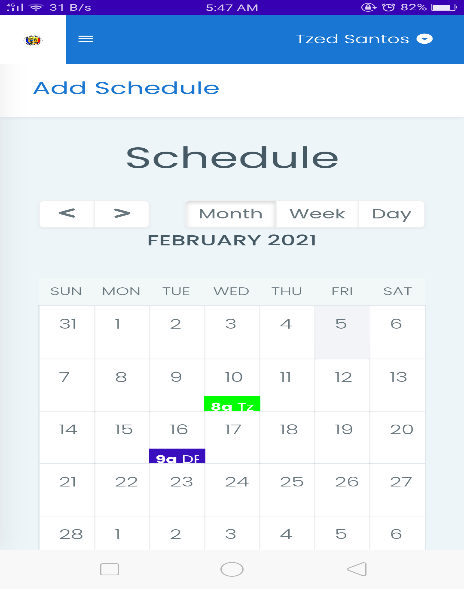 31 B/s 5:47 AM 82%
Tzed Santos
Add Schedule
Schedule
< > Month Week Day
FEBRUARY 2021
SUN MON TUE WED THU FRI SAT
31 1 2 3 4 5 6
7 8 9 10 11 12 13
8a Tz
14 15 16 17 18 19 20
9a
21 22 23 24 25 26 27
28 1 2 3 4 5 6